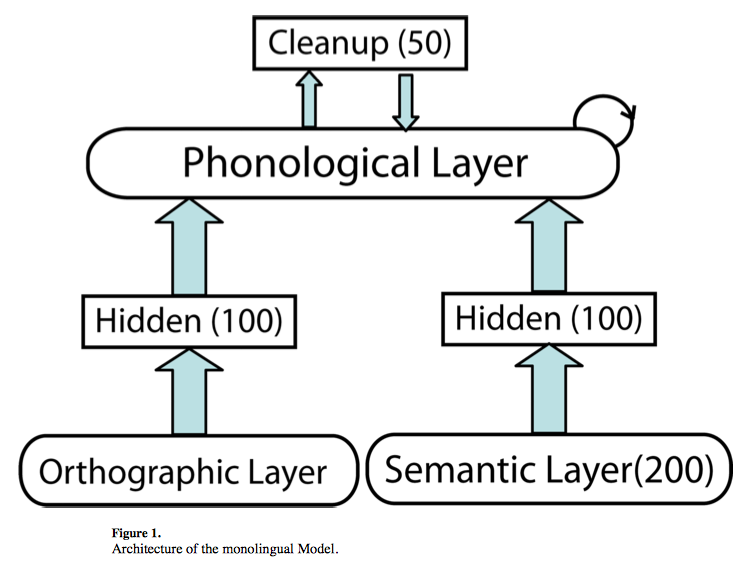 Cleanup (50)
Phonological Layer
Hidden (100)
Hidden (100)
Orthographic Layer
Semantic Layer(200)
Figure 1.
Architecture of the monolingual Model.